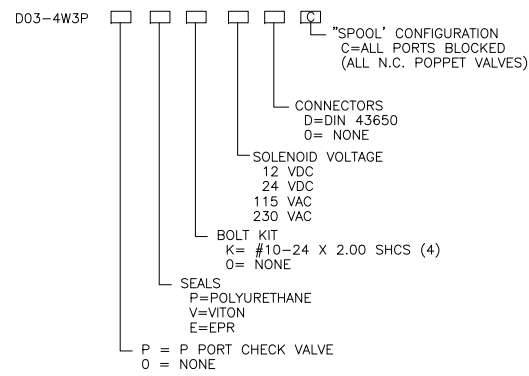 D03-4W3P C
"SPOOL' CONFIGURATION
C=ALL PORTS BLOCKED
(ALL N.C. POPPET VALVES)
CONNECTORS
D=DIN 43650
0= NONE
SOLENOID VOLTAGE
12 VDC
24 VDC
115 VAC
230 VAC
BOLT KIT
K= #10-24 X 2.00 SHCS (4)
0= NONE
SEALS
P=POLYURETHANE
V=VITON
E=EPR
P = P PORT CHECK VALVE
0 = NONE